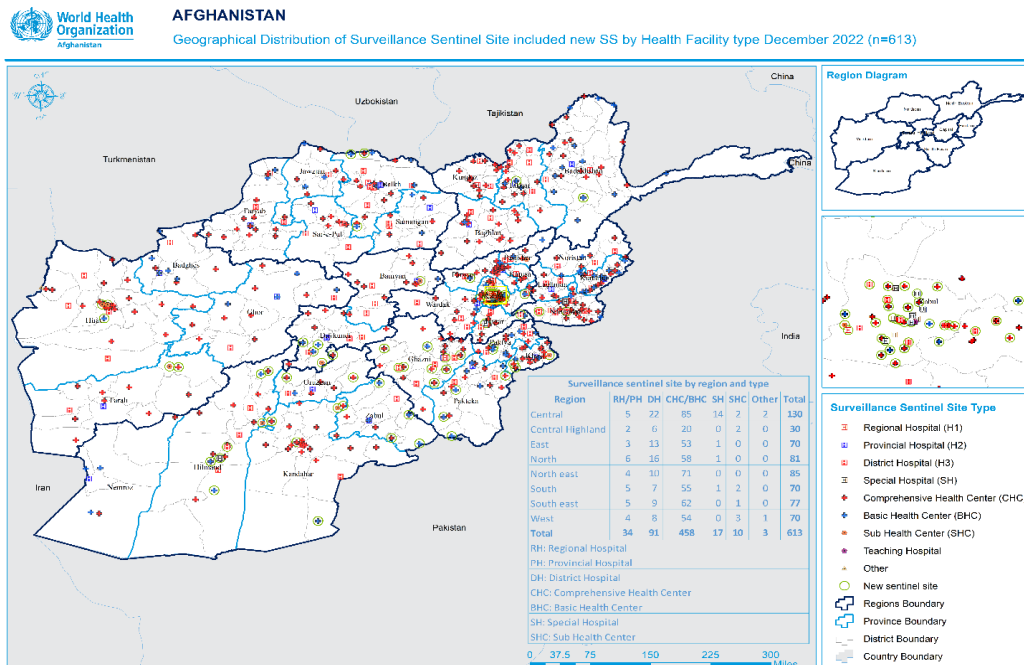 World Health
Organization
Afghanistan
AFGHANISTAN
Geographical Distribution of Surveillance Sentinel Site included new SS by Health Facility type December 2022 (n=613)
China
Uzbokistan
Tajikistan
Turkmenistan
China
Kunduz
Badakhshan
Jawzjan
Balkh
Takhar
Faryab
Sar-e-Pul
Samangan
Baghlan
Badghis
Bamyan
Nuristan
Hirat
Ghor
Wardak
Daikundi
Ghazni
Paktya
Uruzgan
Farah
Zabul
Paktika
India
Hilmand
Kandahar
Nimroz
Iran
Pakistan
Surveillance sentinel site by region and type
Region RH/PH DH CHC/BHC SH SHC Other Total
Central 5 22 85 14 2 2 130
Central Highland 2 6 20 0 2 0 30
East 3 13 53 1 0 0 70
North 6 16 58 1 0 0 81
North east 4 10 71 0 0 0 85
South 5 7 55 1 2 0 70
South east 5 9 62 0 1 0 77
West 4 8 54 0 3 1 70
Total 34 91 458 17 10 3 613
RH: Regional Hospital
PH: Provincial Hospital
DH: District Hospital
CHC: Comprehensive Health Center
BHC: Basic Health Center
SH: Special Hospital
SHC: Sub Health Center
0 37.5 75 150 225 300
Miles
Region Diagram
Kabul
Surveillance Sentinel Site Type
Regional Hospital (H1)
Provincial Hospital (H2)
District Hospital (H3)
Special Hospital (SH)
Comprehensive Health Center (CHC
Basic Health Center (BHC)
Sub Health Center (SHC)
Teaching Hospital
Other
New sentinel site
Regions Boundary
Province Boundary
District Boundary
Country Boundary